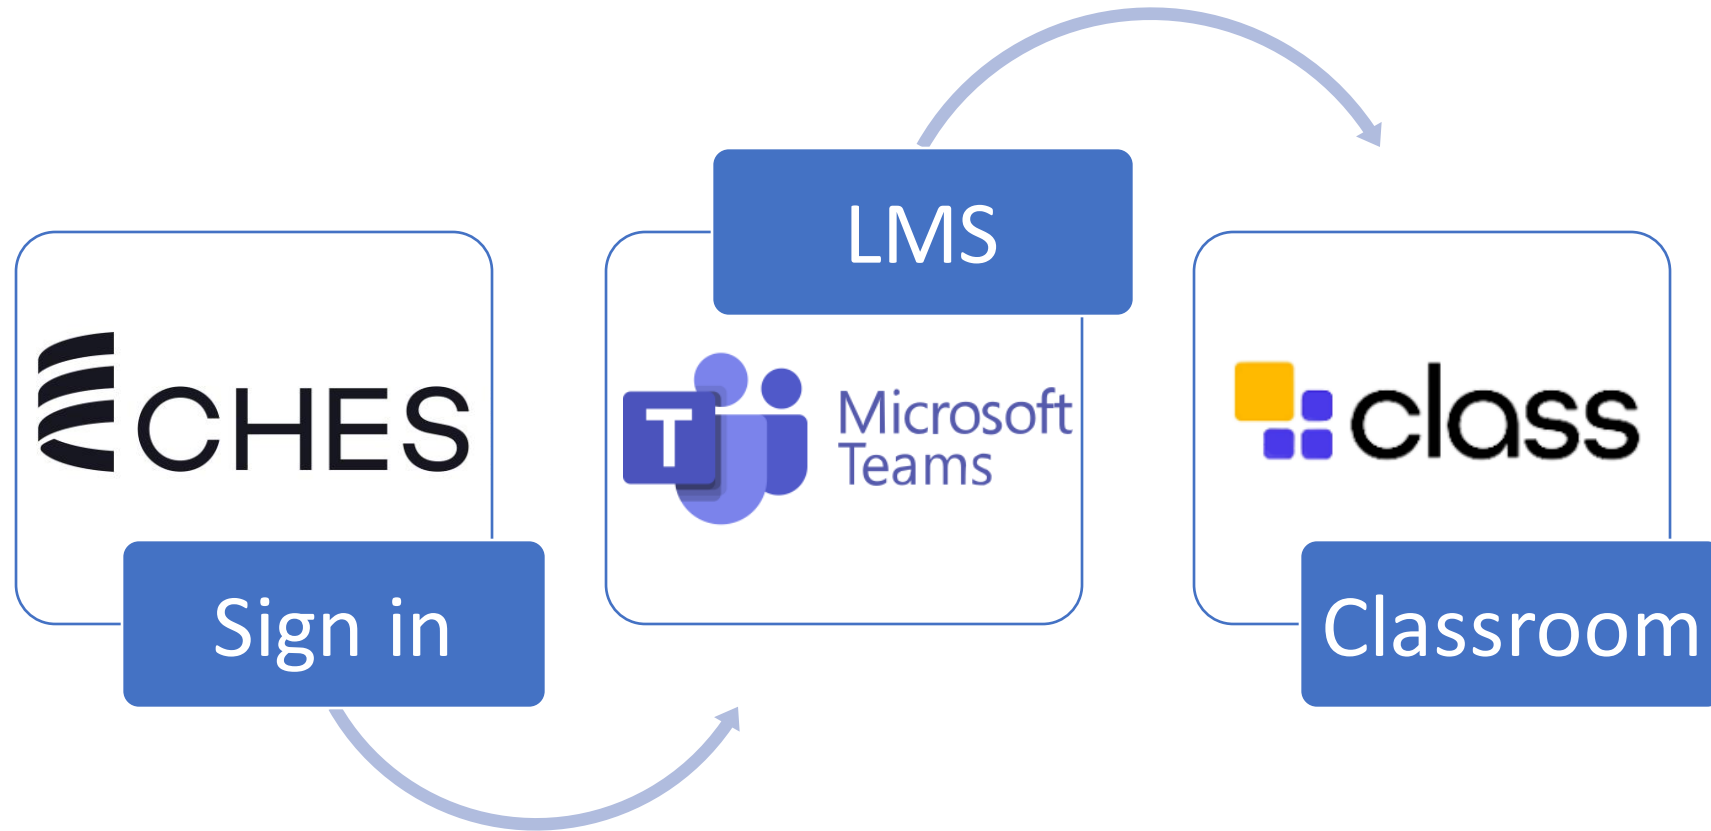 CHES
Sign in
LMS
T
Microsoft
Teams
class
Classroom